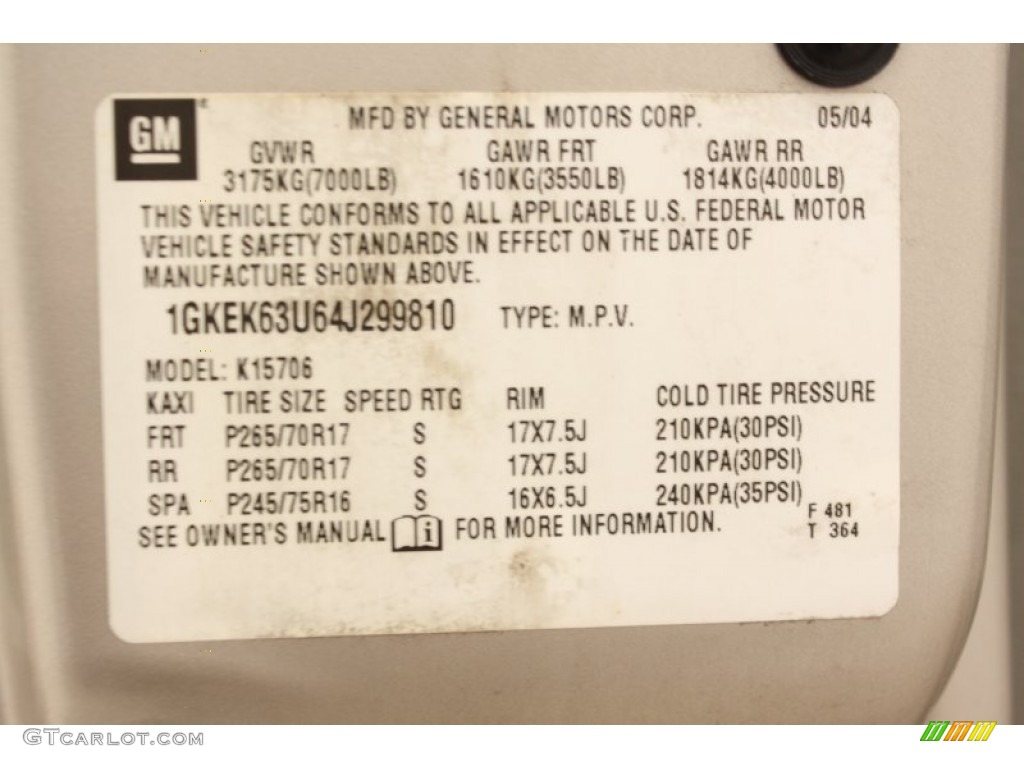 GM
MFD BY GENERAL MOTORS CORP. 05/04
GVWR GAWR FRT GAWR RR
3175KG(7000LB) 1610KG(3550LB) 1814KG(4000LB)
THIS VEHICLE CONFORMS TO ALL APPLICABLE U.S. FEDERAL MOTOR
VEHICLE SAFETY STANDARDS IN EFFECT ON THE DATE OF
MANUFACTURE SHOWN ABOVE.
1GKEK63U64J299810 TYPE: M.P.V.
MODEL: K15706
KAXI TIRE SIZE SPEED RTG RIM COLD TIRE PRESSURE
FRT P265/70R17 S 17X7.5J 210KPA(30PSI)
RR P265/70R17 S 17X7.5J 210KPA(30PSI)
SPA P245/75R16 S 16X6.5J 240KPA(35PSI)
F 481
SEE OWNER'S MANUAL i FOR MORE INFORMATION.
T 364
GTCARLOT.COM